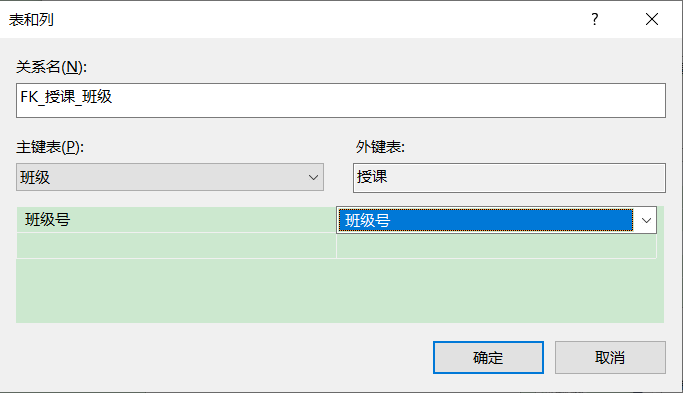 表和列
?
关系名(N):
FK_授课_班级
主键表(P):
外键表:
班级
授课
班级号
班级号
确定
取消